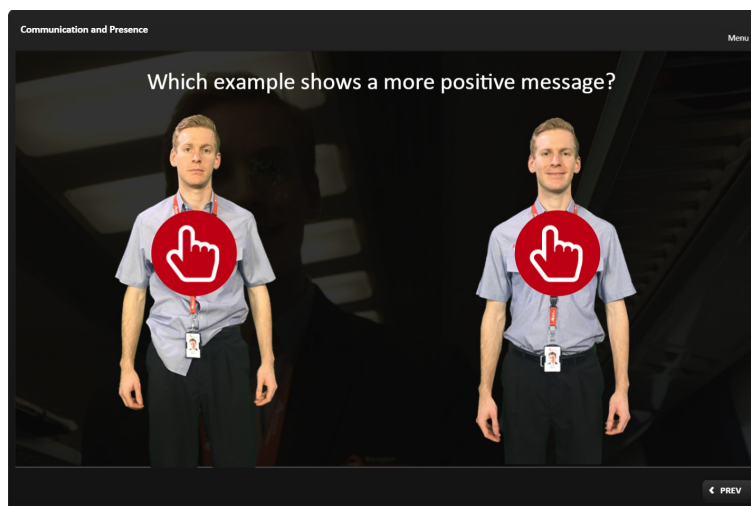 Communication and Presence
Menu
Which example shows a more positive message?
PREV